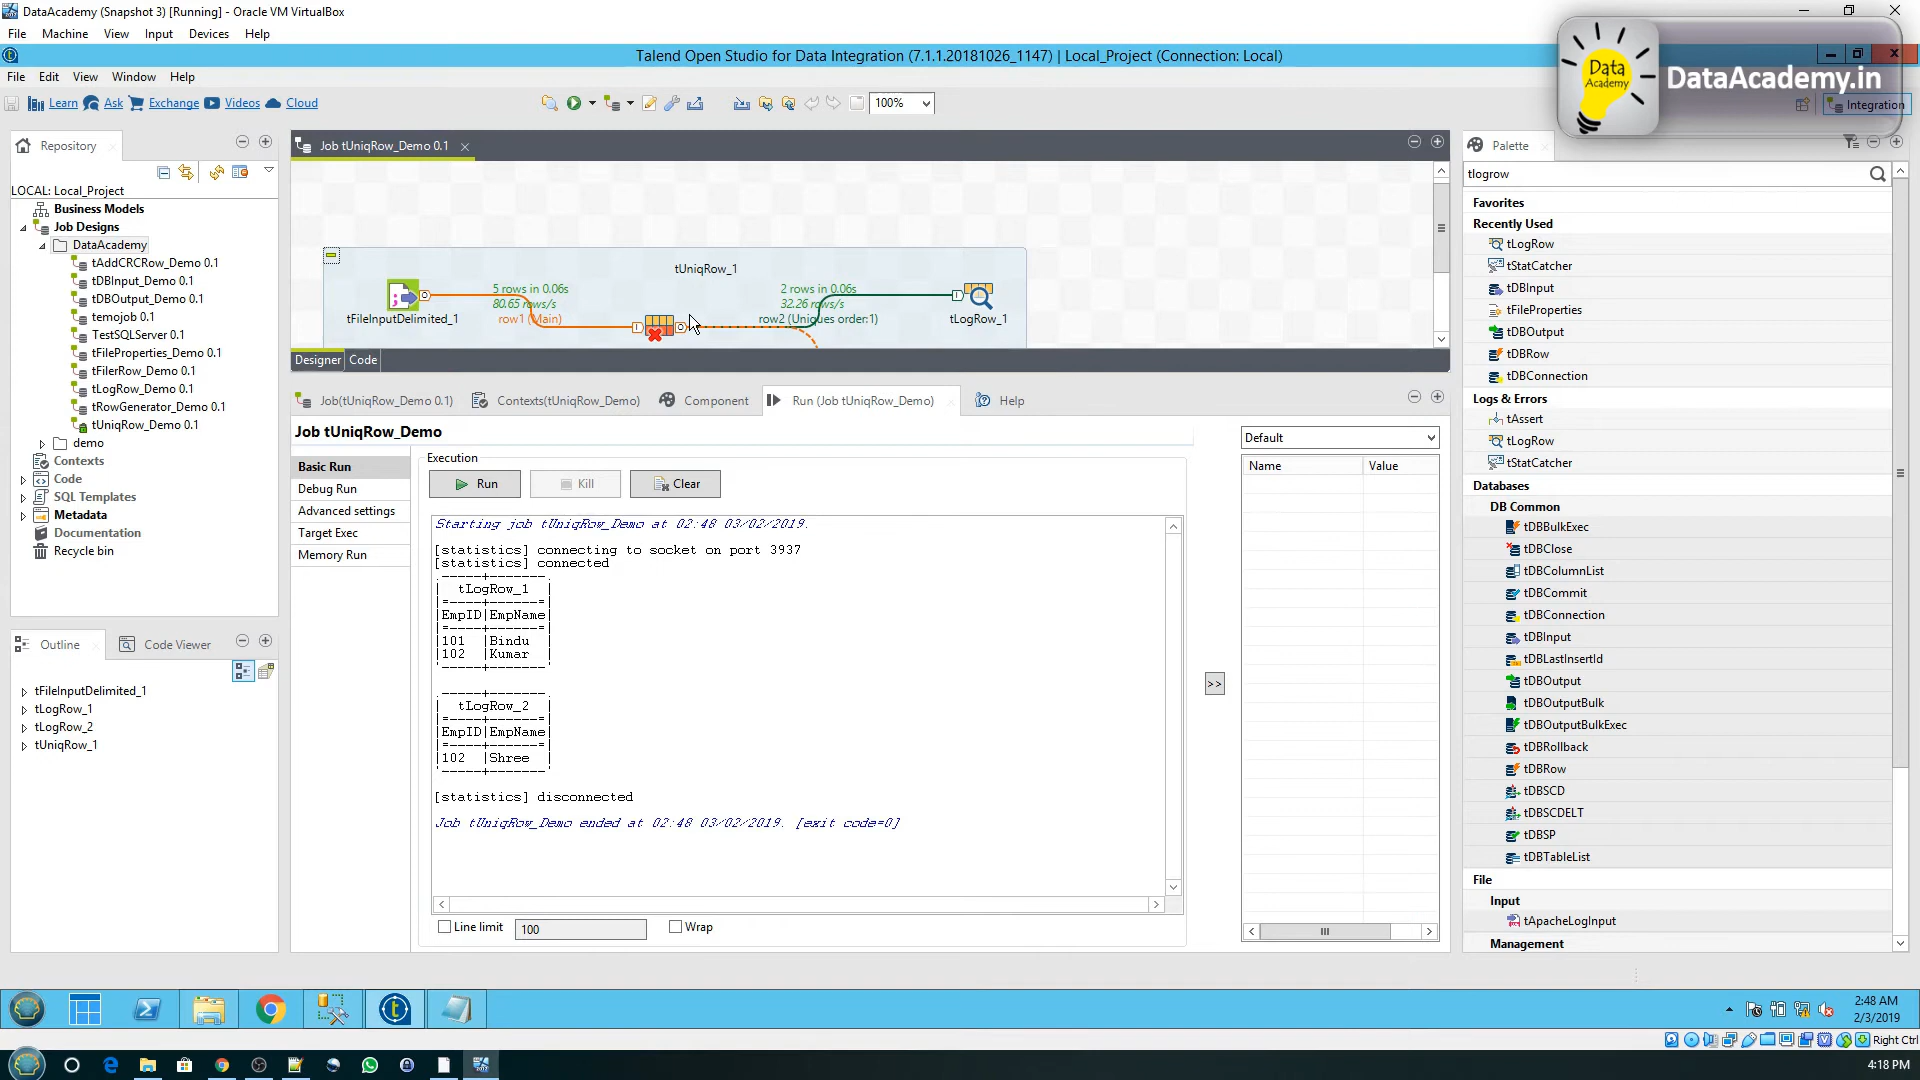 DataAcademy (Snapshot 3) [Running] - Oracle VM VirtualBox
File Machine View Input Devices Help
Talend Open Studio for Data Integration (7.1.1.20181026_1147) | Local_Project (Connection: Local)
Data
Academy
DataAcademy.in
File Edit View Window Help
Learn Ask Exchange Videos Cloud
100%
Integration
Repository
LOCAL: Local_Project
Business Models
Job Designs
DataAcademy
tAddCRCRow_Demo 0.1
tDBInput_Demo 0.1
tDBOutput_Demo 0.1
temojob 0.1
TestSQLServer 0.1
tFileProperties_Demo 0.1
tFilerRow_Demo 0.1
tLogRow_Demo 0.1
tRowGenerator_Demo 0.1
tUniqRow_Demo 0.1
demo
Contexts
Code
SQL Templates
Metadata
Documentation
Recycle bin
Outline Code Viewer
tFileInputDelimited_1
tLogRow_1
tLogRow_2
tUniqRow_1
Job tUniqRow_Demo 0.1
tUniqRow_1
5 rows in 0.06s
80.65 rows/s
row1 (Main)
tFileInputDelimited_1
2 rows in 0.06s
32.26 rows/s
row2 (Uniques order:1)
tLogRow_1
Designer Code
Job(tUniqRow_Demo 0.1) Contexts(tUniqRow_Demo) Component Run (Job tUniqRow_Demo) Help
Job tUniqRow_Demo
Basic Run
Debug Run
Advanced settings
Target Exec
Memory Run
Execution
Run Kill Clear
Starting job tUniqRow_Demo at 02:48 03/02/2019.
[statistics] connecting to socket on port 3937
[statistics] connected
.-----+-------.
| tLogRow_1 |
|=----+------=|
|EmpID|EmpName|
|=----+------=|
|101 |Bindu |
|102 |Kumar |
'-----+-------'
.-----+-------.
| tLogRow_2 |
|=----+------=|
|EmpID|EmpName|
|=----+------=|
|102 |Shree |
'-----+-------'
[statistics] disconnected
Job tUniqRow_Demo ended at 02:48 03/02/2019. [exit code=0]
Line limit 100 Wrap
>>
Default
Name Value
Palette
tlogrow
Favorites
Recently Used
tLogRow
tStatCatcher
tDBInput
tFileProperties
tDBOutput
tDBRow
tDBConnection
Logs & Errors
tAssert
tLogRow
tStatCatcher
Databases
DB Common
tDBBulkExec
tDBClose
tDBColumnList
tDBCommit
tDBConnection
tDBInput
tDBLastInsertId
tDBOutput
tDBOutputBulk
tDBOutputBulkExec
tDBRollback
tDBRow
tDBSCD
tDBSCDELT
tDBSP
tDBTableList
File
Input
tApacheLogInput
Management
2:48 AM
2/3/2019
Right Ctrl
4:18 PM